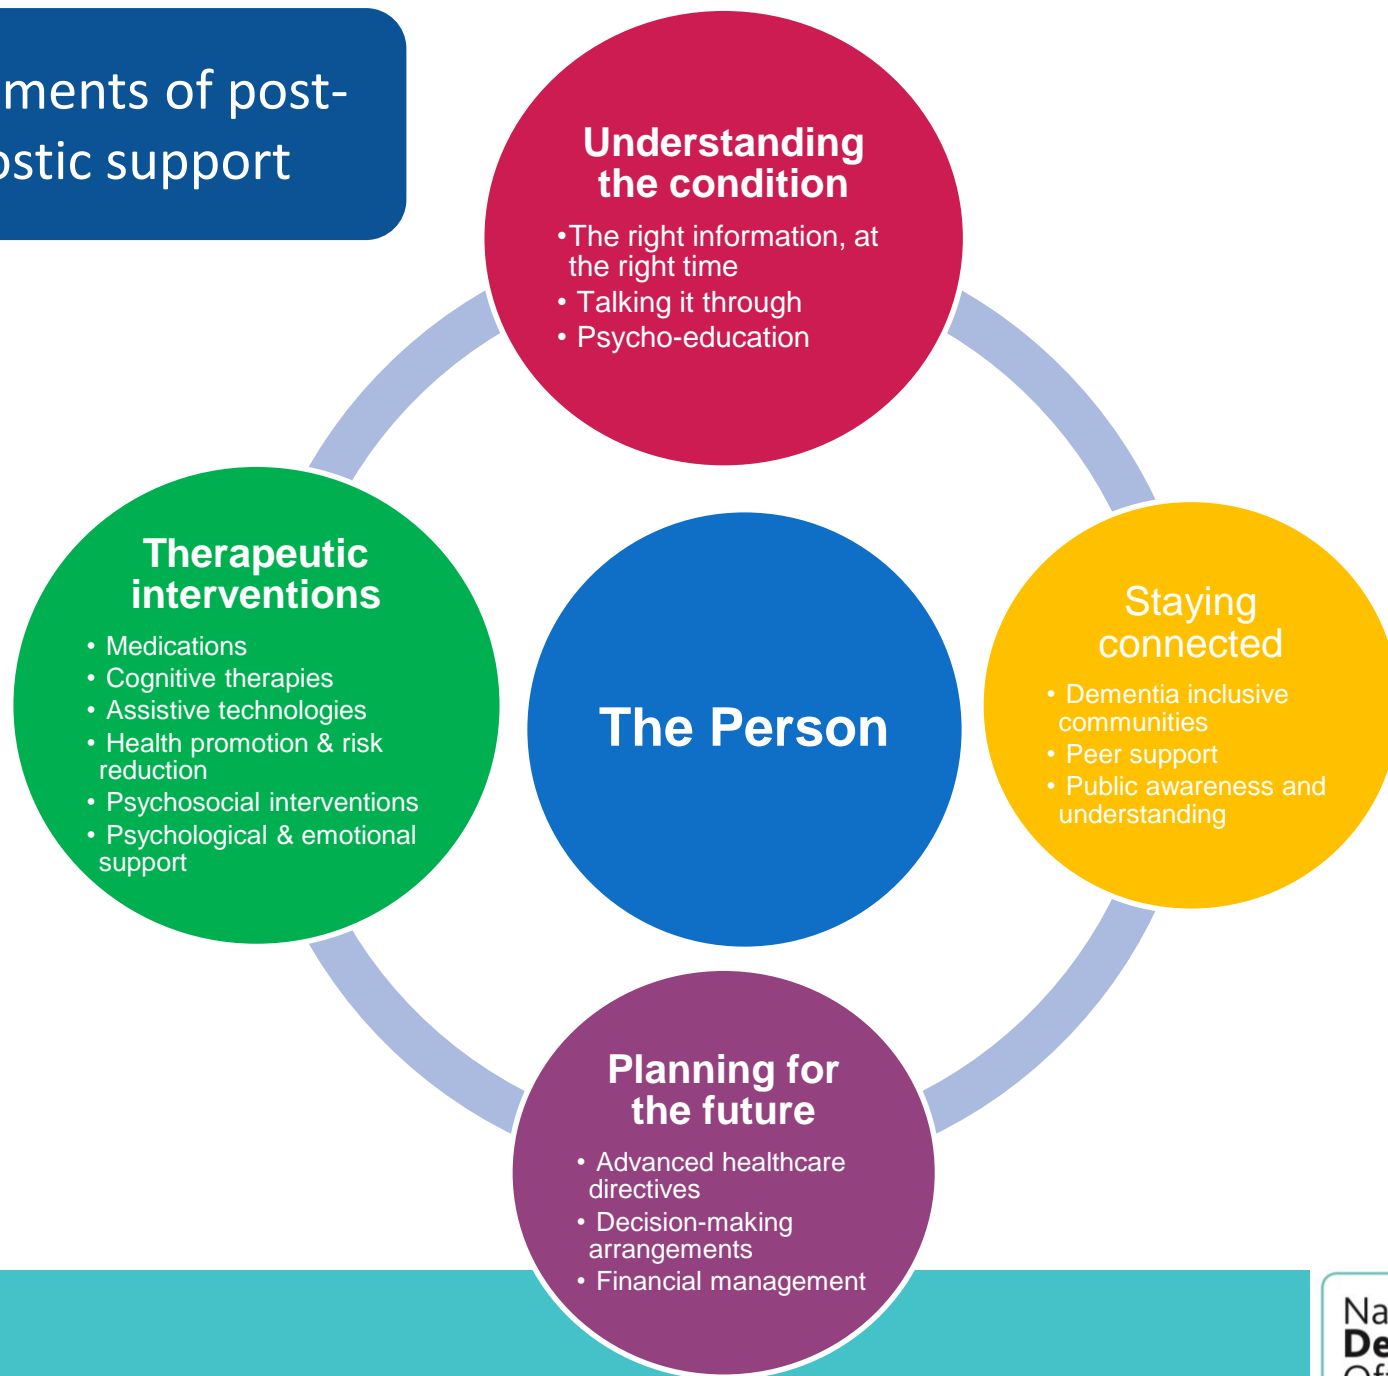 ments of post-
ostic support
Understanding
the condition
•The right information, at
the right time
• Talking it through
• Psycho-education
Therapeutic
interventions
• Medications
• Cognitive therapies
• Assistive technologies
• Health promotion & risk
reduction
• Psychosocial interventions
• Psychological & emotional
support
The Person
Staying
connected
• Dementia inclusive
communities
• Peer support
• Public awareness and
understanding
Planning for
the future
• Advanced healthcare
directives
• Decision-making
arrangements
• Financial management
Na
De